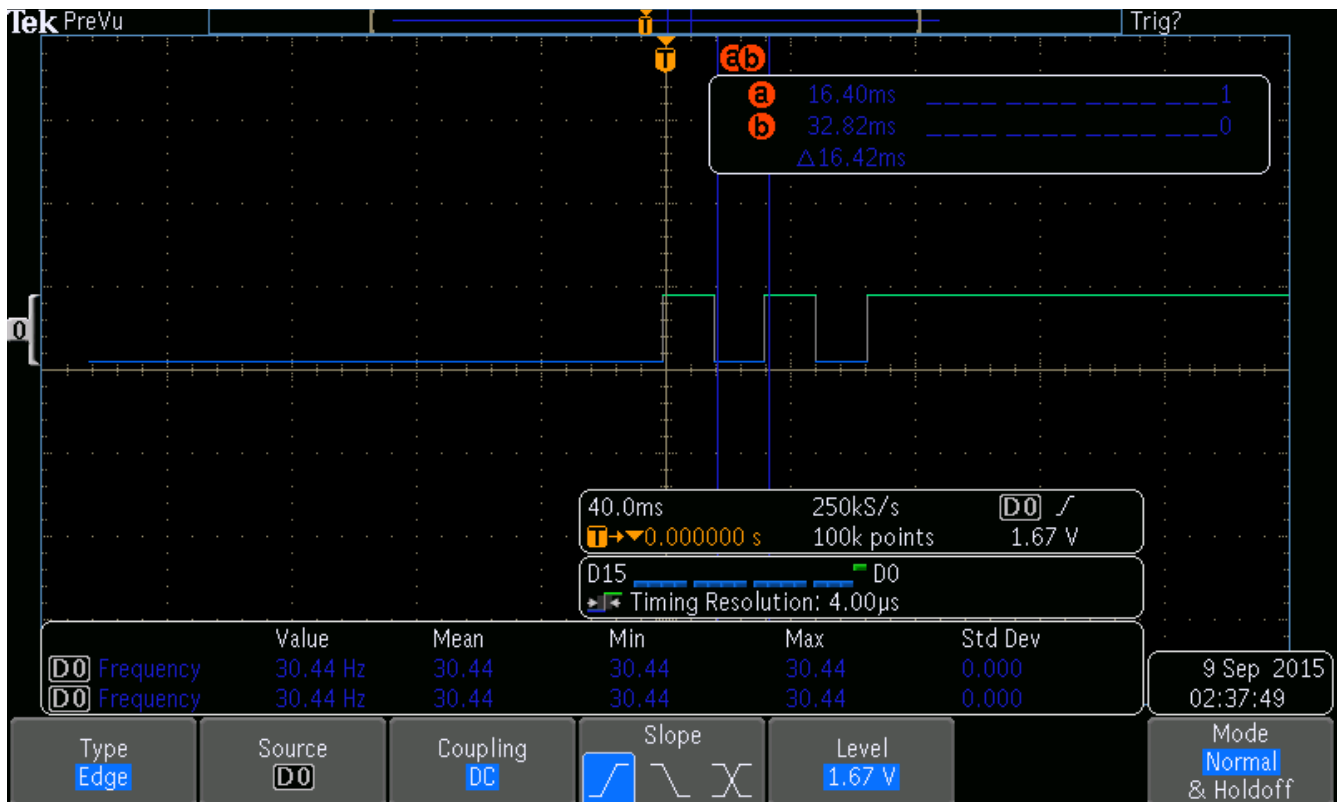 Tek PreVu Trig?
T
T a b
a 16.40ms ____ ____ ____ ___1
b 32.82ms ____ ____ ____ ___0
△16.42ms
0
40.0ms 250kS/s D0
T→▼0.000000 s 100k points 1.67 V
D15 D0
Timing Resolution: 4.00µs
Value Mean Min Max Std Dev
D0 Frequency 30.44 Hz 30.44 30.44 30.44 0.000
D0 Frequency 30.44 Hz 30.44 30.44 30.44 0.000
9 Sep 2015
02:37:49
Type
Edge
Source
D0
Coupling
DC
Slope
Level
1.67 V
Mode
Normal
& Holdoff